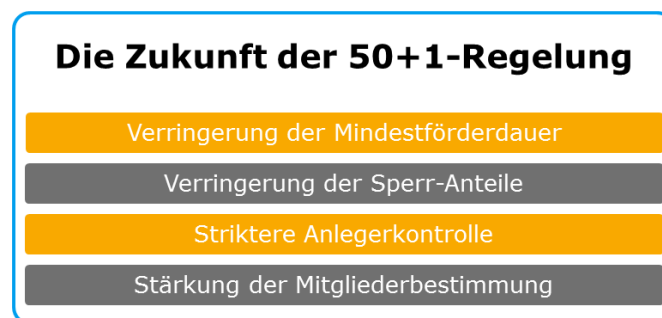 Die Zukunft der 50+1-Regelung
Verringerung der Mindestförderdauer
Verringerung der Sperr-Anteile
Striktere Anlegerkontrolle
Stärkung der Mitgliederbestimmung